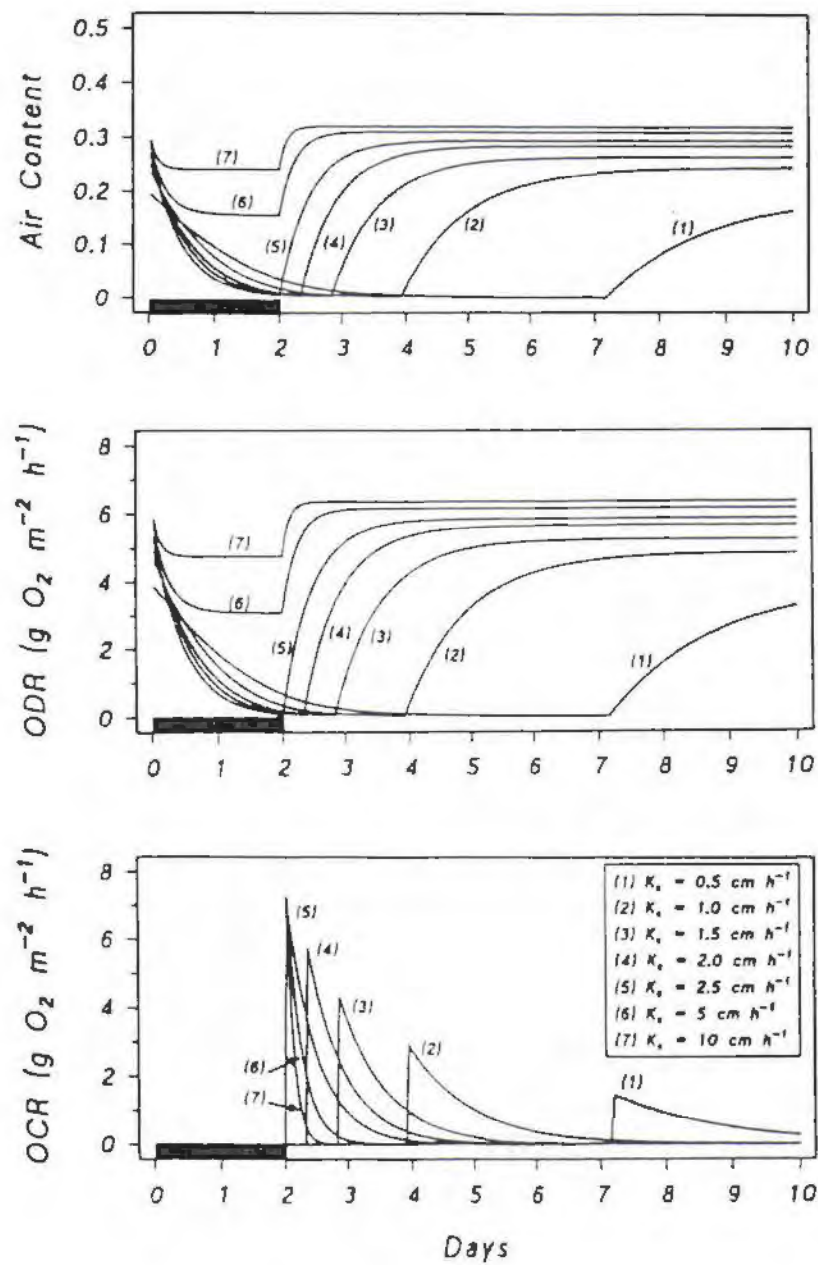 Air Content
0.5
0.4
0.3
0.2
0.1
0
(7)
(6)
(5)
(4)
(3)
(2)
(1)
0 1 2 3 4 5 6 7 8 9 10
ODR (g O₂ m⁻² h⁻¹)
8
6
4
2
0
(7)
(6)
(5)
(4)
(3)
(2)
(1)
0 1 2 3 4 5 6 7 8 9 10
OCR (g O₂ m⁻² h⁻¹)
8
6
4
2
0
(5)
(4)
(3)
(6)
(2)
(7)
(1)
(1) Kₛ = 0.5 cm h⁻¹
(2) Kₛ = 1.0 cm h⁻¹
(3) Kₛ = 1.5 cm h⁻¹
(4) Kₛ = 2.0 cm h⁻¹
(5) Kₛ = 2.5 cm h⁻¹
(6) Kₛ = 5 cm h⁻¹
(7) Kₛ = 10 cm h⁻¹
0 1 2 3 4 5 6 7 8 9 10
Days